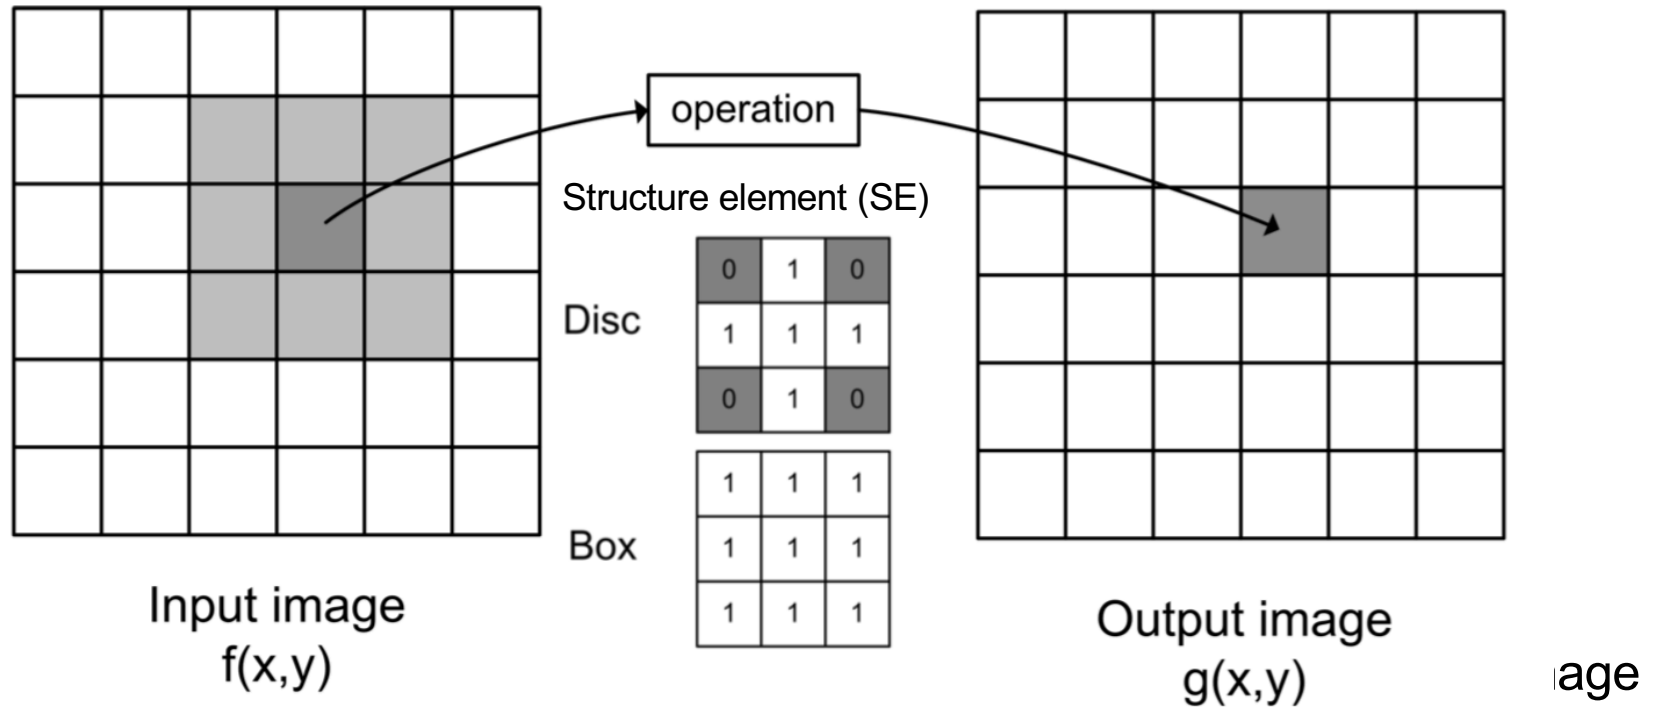 operation
Structure element (SE)
Disc
0 1 0
1 1 1
0 1 0
Box
1 1 1
1 1 1
1 1 1
Input image
f(x,y)
Output image
g(x,y)
age